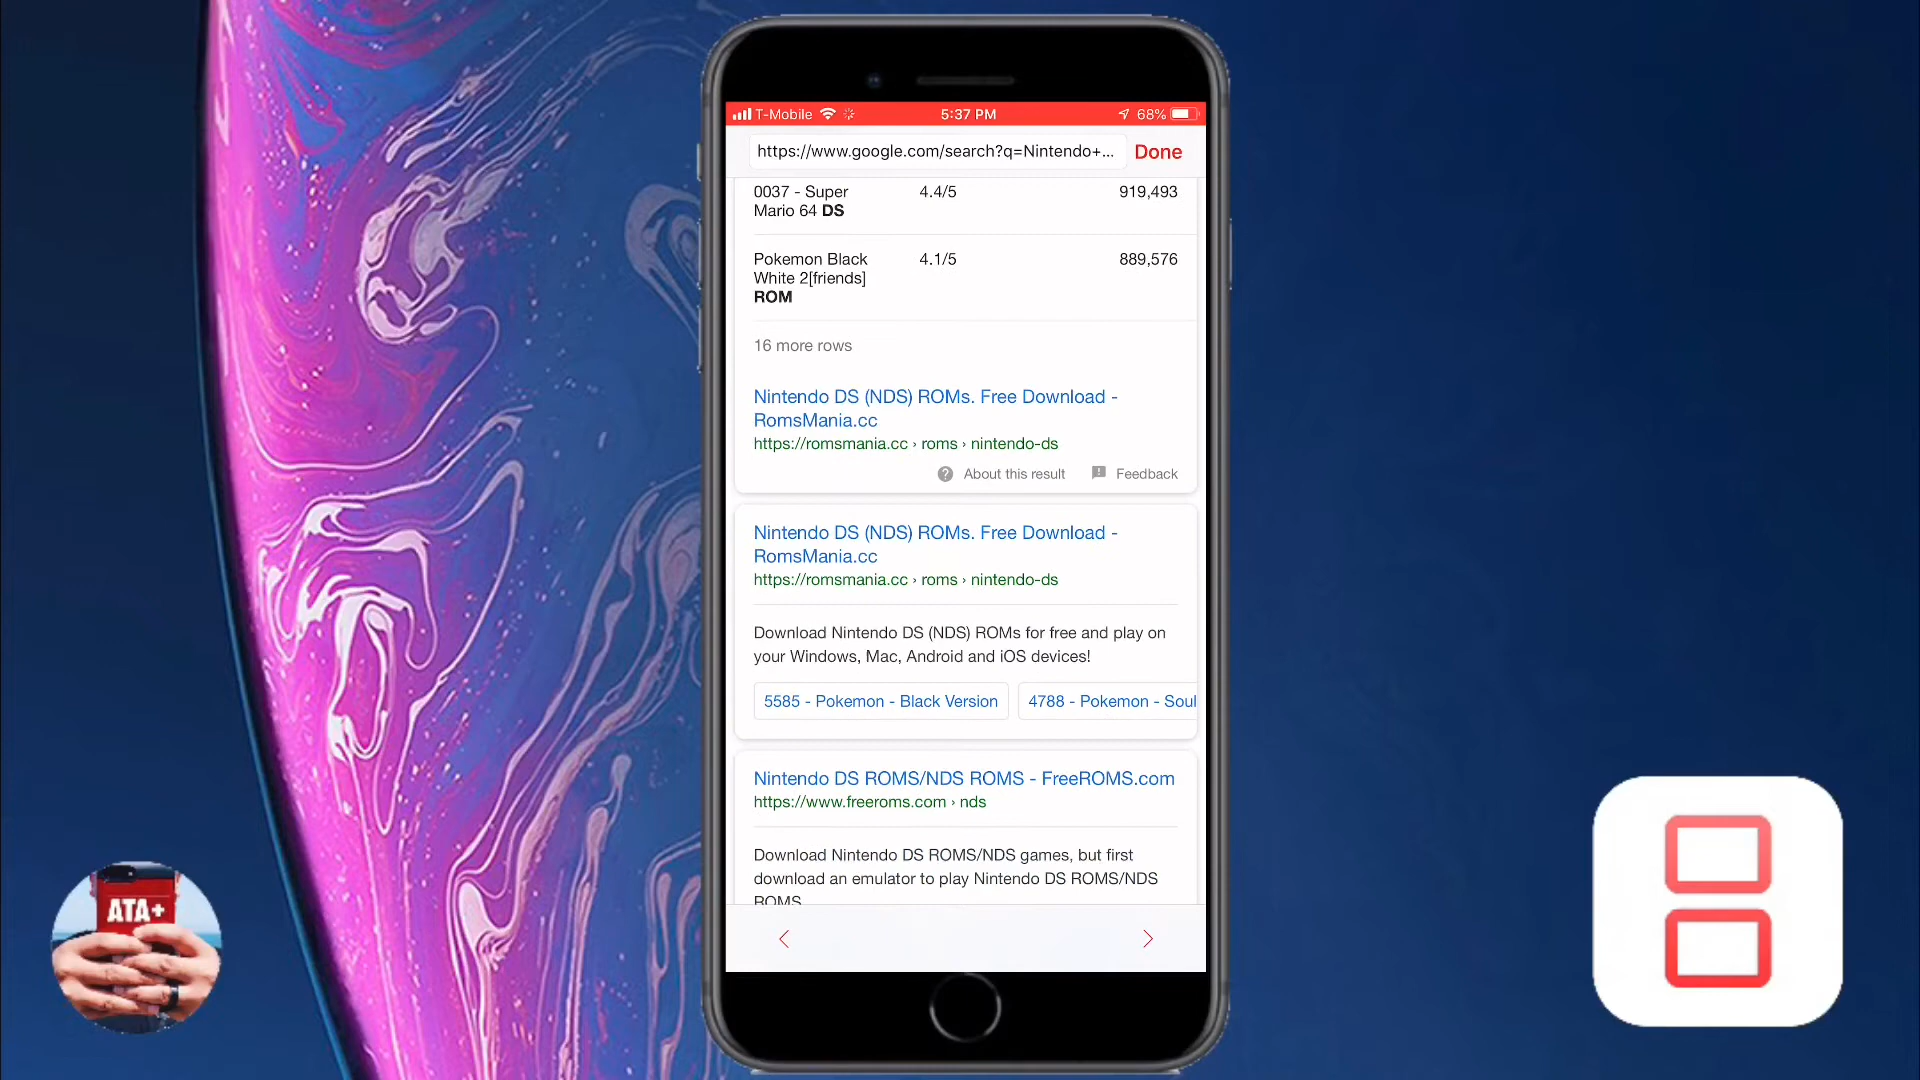 T-Mobile 5:37 PM 68%
https://www.google.com/search?q=Nintendo+... Done
0037 - Super 4.4/5 919,493
Mario 64 DS
Pokemon Black 4.1/5 889,576
White 2[friends]
ROM
16 more rows
Nintendo DS (NDS) ROMs. Free Download -
RomsMania.cc
https://romsmania.cc › roms › nintendo-ds
About this result Feedback
Nintendo DS (NDS) ROMs. Free Download -
RomsMania.cc
https://romsmania.cc › roms › nintendo-ds
Download Nintendo DS (NDS) ROMs for free and play on
your Windows, Mac, Android and iOS devices!
5585 - Pokemon - Black Version 4788 - Pokemon - Soul
Nintendo DS ROMS/NDS ROMS - FreeROMS.com
https://www.freeroms.com › nds
Download Nintendo DS ROMS/NDS games, but first
download an emulator to play Nintendo DS ROMS/NDS
ROMS
ATA+